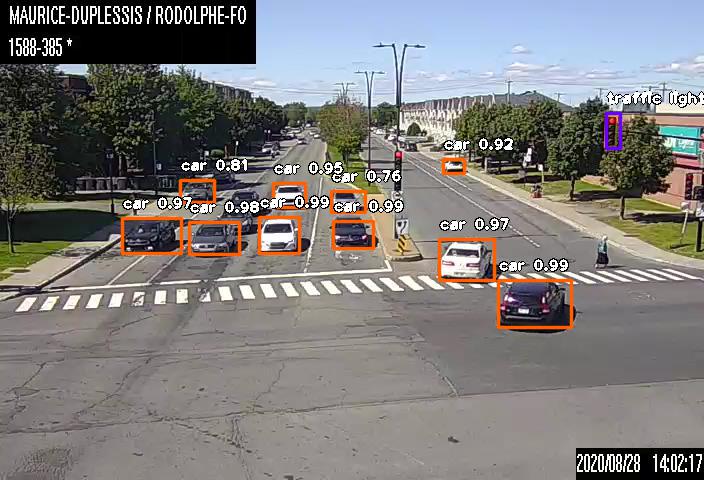 MAURICE-DUPLESSIS / RODOLPHE-FO
1588-385 *
traffic light
car 0.92
car 0.81
car 0.95
car 0.76
car 0.97
car 0.98
car 0.99
car 0.99
car 0.97
car 0.99
2020/08/28 14:02:17